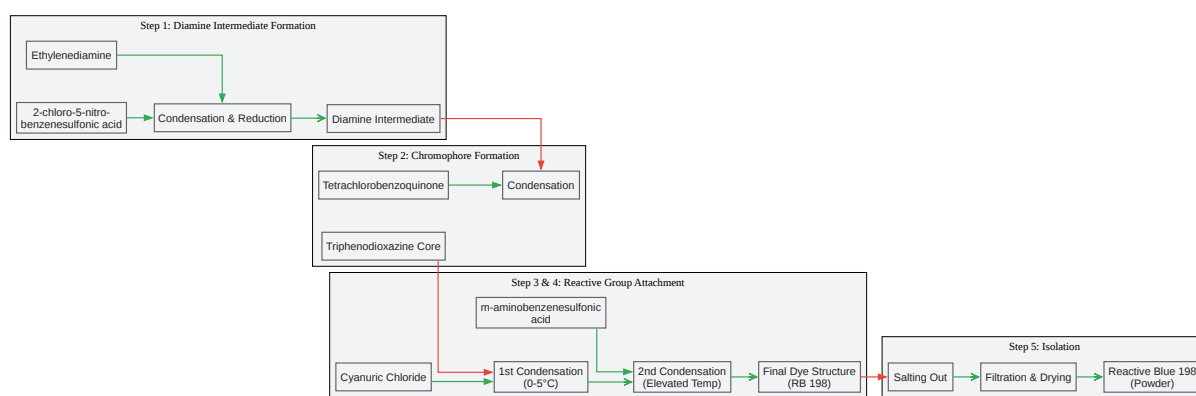 Step 1: Diamine Intermediate Formation
Ethylenediamine
2-chloro-5-nitro-
benzenesulfonic acid
Condensation & Reduction
Diamine Intermediate
Step 2: Chromophore Formation
Tetrachlorobenzoquinone
Condensation
Triphenodioxazine Core
Step 3 & 4: Reactive Group Attachment
m-aminobenzenesulfonic
acid
Cyanuric Chloride
1st Condensation
(0-5°C)
2nd Condensation
(Elevated Temp)
Final Dye Structure
(RB 198)
Step 5: Isolation
Salting Out
Filtration & Drying
Reactive Blue 198
(Powder)